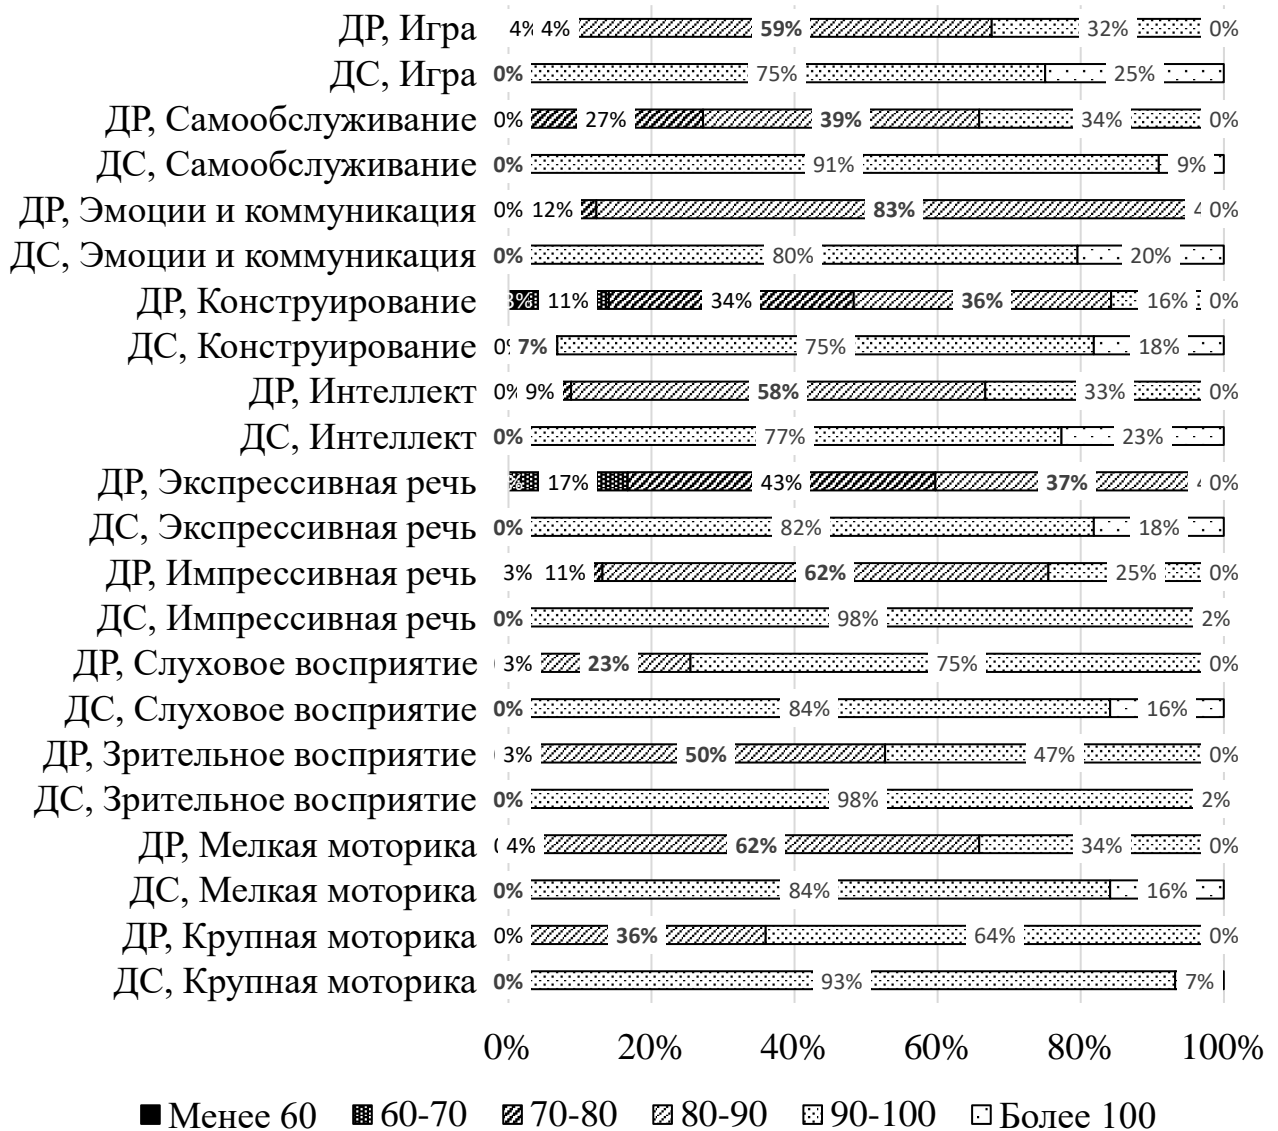 ДР, Игра 4% 4% 59% 32% 0%
ДС, Игра 0% 75% 25%
ДР, Самообслуживание 0% 27% 39% 34% 0%
ДС, Самообслуживание 0% 91% 9%
ДР, Эмоции и коммуникация 0% 12% 83% 4 0%
ДС, Эмоции и коммуникация 0% 80% 20%
ДР, Конструирование 11% 34% 36% 16% 0%
ДС, Конструирование 0% 7% 75% 18%
ДР, Интеллект 0% 9% 58% 33% 0%
ДС, Интеллект 0% 77% 23%
ДР, Экспрессивная речь 17% 43% 37% 0%
ДС, Экспрессивная речь 0% 82% 18%
ДР, Импрессивная речь 3% 11% 62% 25% 0%
ДС, Импрессивная речь 0% 98% 2%
ДР, Слуховое восприятие 3% 23% 75% 0%
ДС, Слуховое восприятие 0% 84% 16%
ДР, Зрительное восприятие 3% 50% 47% 0%
ДС, Зрительное восприятие 0% 98% 2%
ДР, Мелкая моторика 4% 62% 34% 0%
ДС, Мелкая моторика 0% 84% 16%
ДР, Крупная моторика 0% 36% 64% 0%
ДС, Крупная моторика 0% 93% 7%
0% 20% 40% 60% 80% 100%
Менее 60 60-70 70-80 80-90 90-100 Более 100